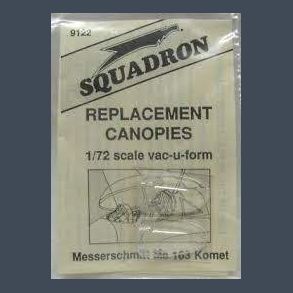 9122
SQUADRON
REPLACEMENT
CANOPIES
1/72 scale vac-u-form
Messerschmitt Me 163 Komet